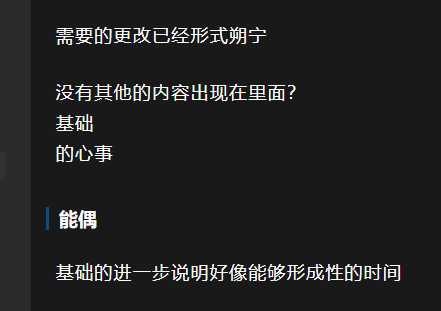 需要的更改已经形式朔宁
没有其他的内容出现在里面？
基础
的心事
能偶
基础的进一步说明好像能够形成性的时间